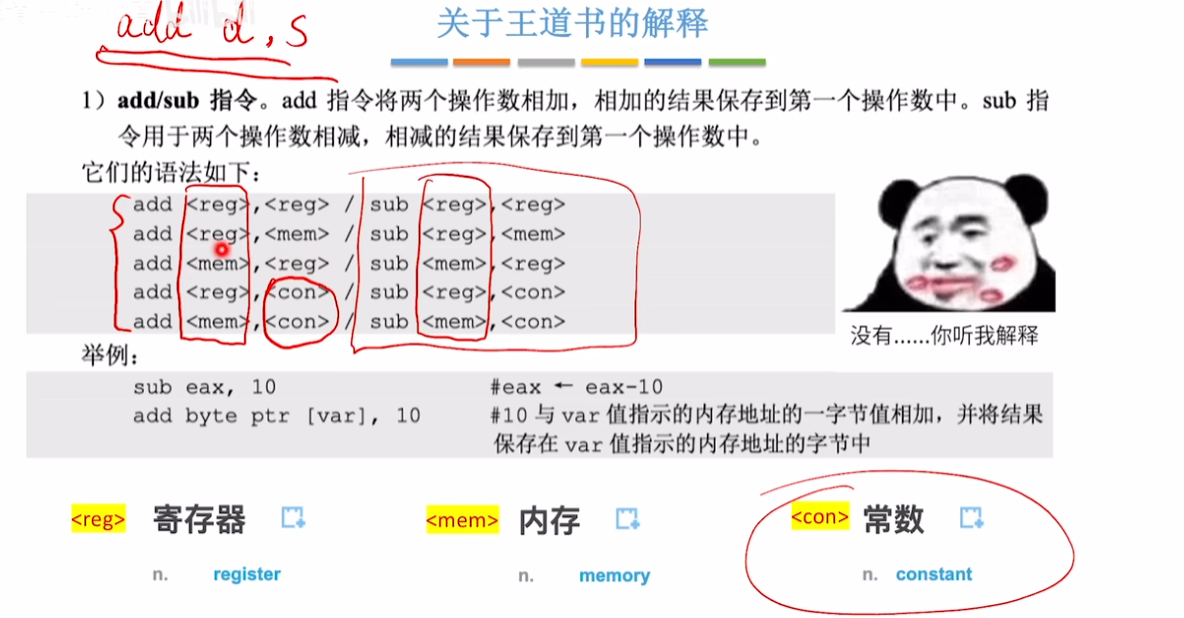 add d,s
关于王道书的解释
1）add/sub 指令。add 指令将两个操作数相加，相加的结果保存到第一个操作数中。sub 指
令用于两个操作数相减，相减的结果保存到第一个操作数中。
它们的语法如下：
add <reg>,<reg> / sub <reg>,<reg>
add <reg>,<mem> / sub <reg>,<mem>
add <mem>,<reg> / sub <mem>,<reg>
add <reg>,<con> / sub <reg>,<con>
add <mem>,<con> / sub <mem>,<con>
没有......你听我解释
举例：
sub eax, 10 #eax ← eax-10
add byte ptr [var], 10 #10 与 var 值指示的内存地址的一字节值相加，并将结果
保存在 var 值指示的内存地址的字节中
<reg> 寄存器 <mem> 内存 <con> 常数
n. register n. memory n. constant